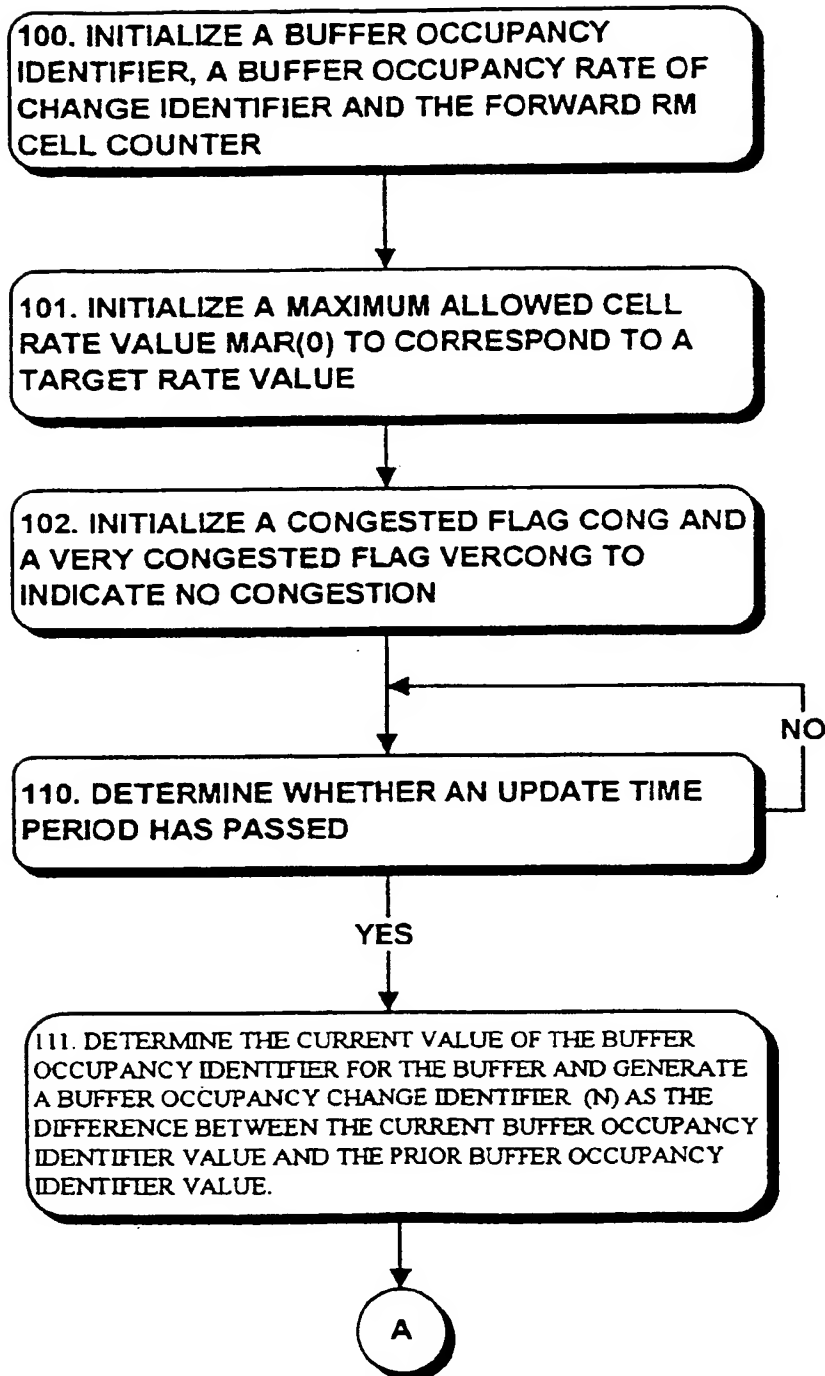 100. INITIALIZE A BUFFER OCCUPANCY
IDENTIFIER, A BUFFER OCCUPANCY RATE OF
CHANGE IDENTIFIER AND THE FORWARD RM
CELL COUNTER
101. INITIALIZE A MAXIMUM ALLOWED CELL
RATE VALUE MAR(0) TO CORRESPOND TO A
TARGET RATE VALUE
102. INITIALIZE A CONGESTED FLAG CONG AND
A VERY CONGESTED FLAG VERCONG TO
INDICATE NO CONGESTION
NO
110. DETERMINE WHETHER AN UPDATE TIME
PERIOD HAS PASSED
YES
111. DETERMINE THE CURRENT VALUE OF THE BUFFER
OCCUPANCY IDENTIFIER FOR THE BUFFER AND GENERATE
A BUFFER OCCUPANCY CHANGE IDENTIFIER (N) AS THE
DIFFERENCE BETWEEN THE CURRENT BUFFER OCCUPANCY
IDENTIFIER VALUE AND THE PRIOR BUFFER OCCUPANCY
IDENTIFIER VALUE.
A